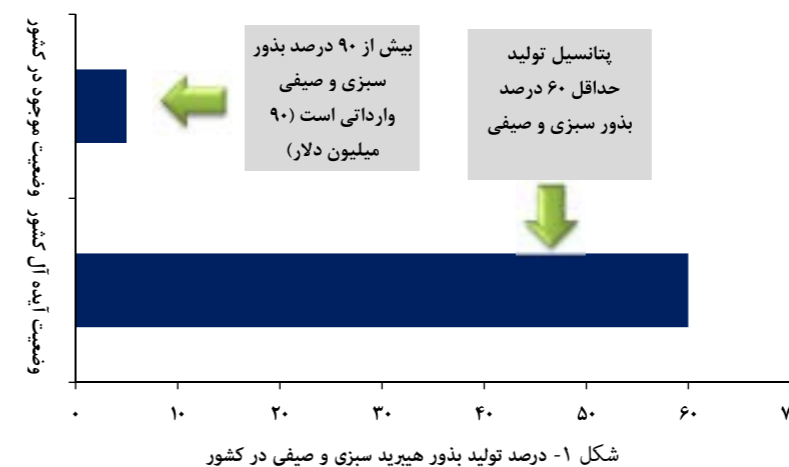 وضعیت موجود در کشور
وضعیت آیده آل کشور
بیش از ۹۰ درصد بذور
سبزی و صیفی
وارداتی است (۹۰
میلیون دلار)
پتانسیل تولید
حداقل ۶۰ درصد
بذور سبزی و صیفی
۰ ۱۰ ۲۰ ۳۰ ۴۰ ۵۰ ۶۰ ۷
شکل ۱- درصد تولید بذور هیبرید سبزی و صیفی در کشور